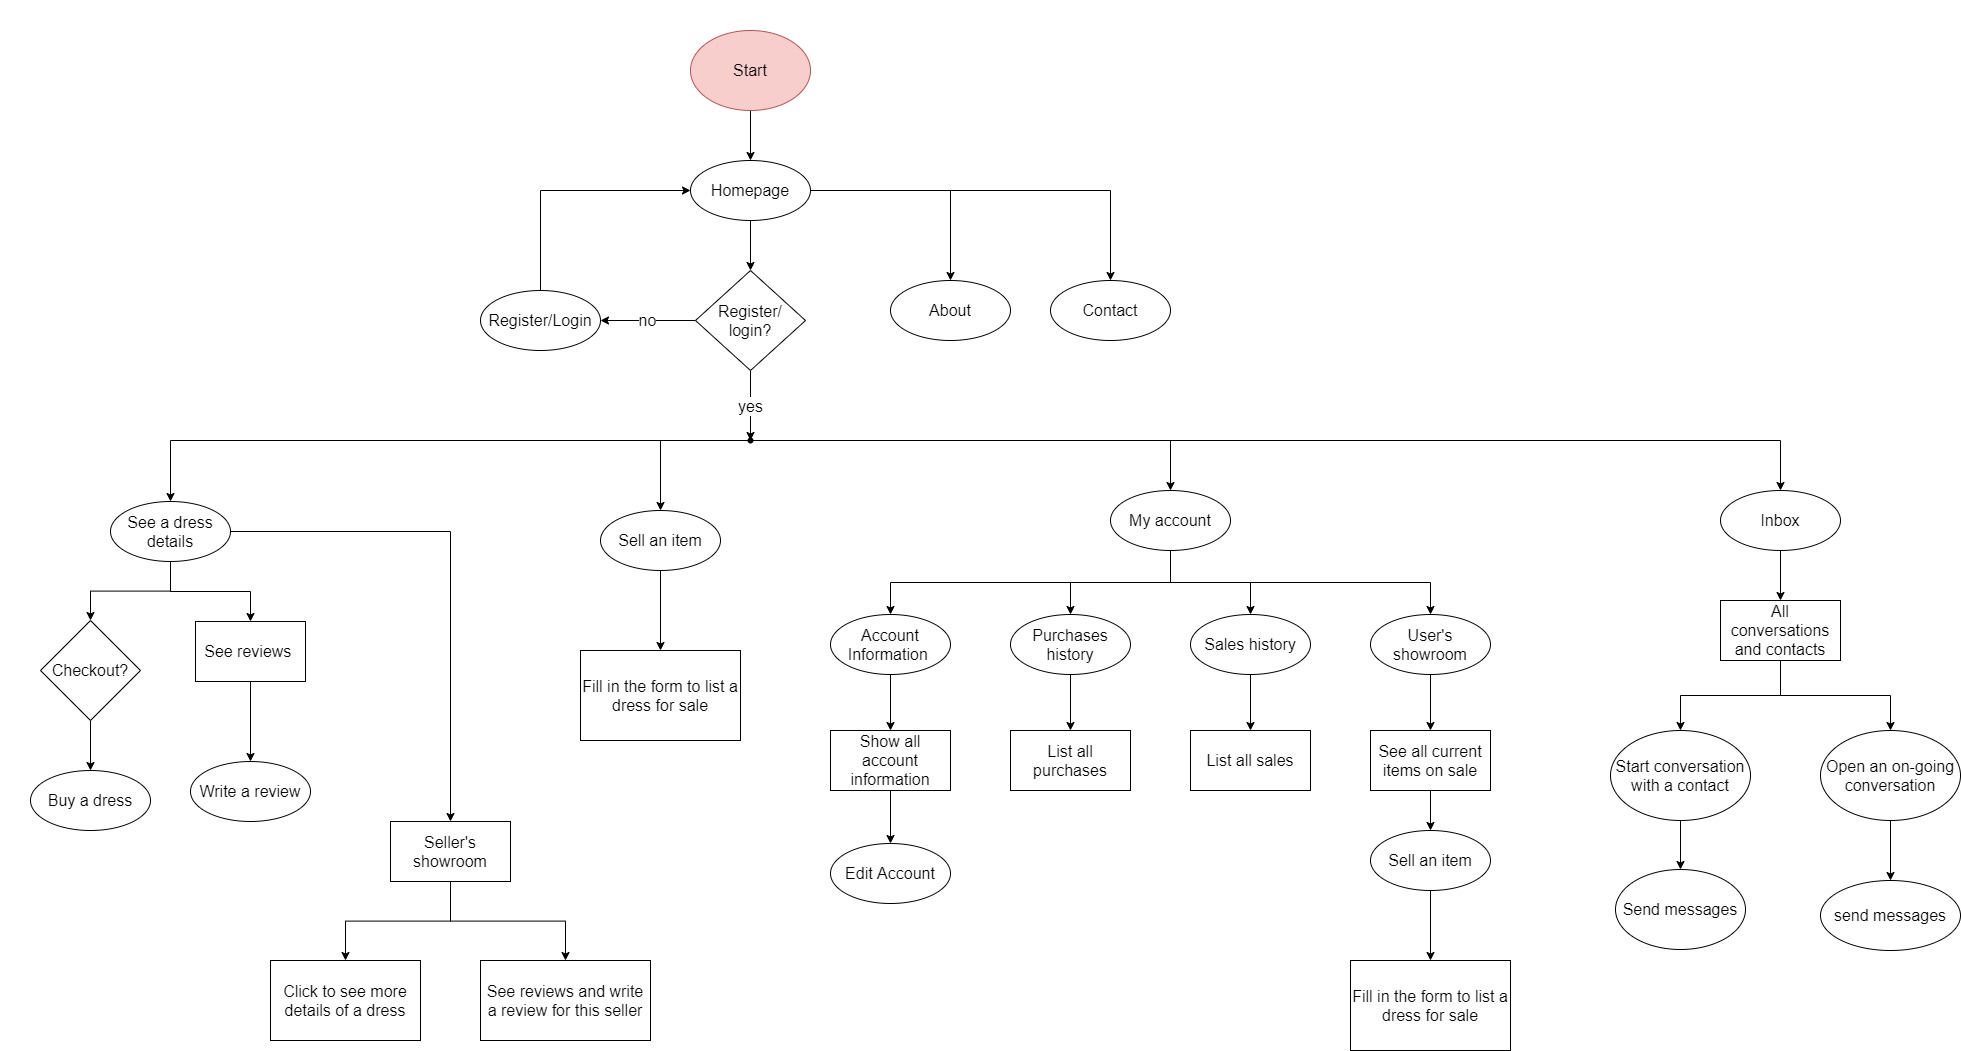 Start
Homepage
Register/Login
no
Register/
login?
About
Contact
yes
See a dress
details
Sell an item
My account
Inbox
Checkout?
See reviews
Fill in the form to list a
dress for sale
Account
Information
Purchases
history
Sales history
User's
showroom
All
conversations
and contacts
Show all
account
information
List all
purchases
List all sales
See all current
items on sale
Start conversation
with a contact
Open an on-going
conversation
Buy a dress
Write a review
Seller's
showroom
Edit Account
Sell an item
Send messages
send messages
Click to see more
details of a dress
See reviews and write
a review for this seller
Fill in the form to list a
dress for sale